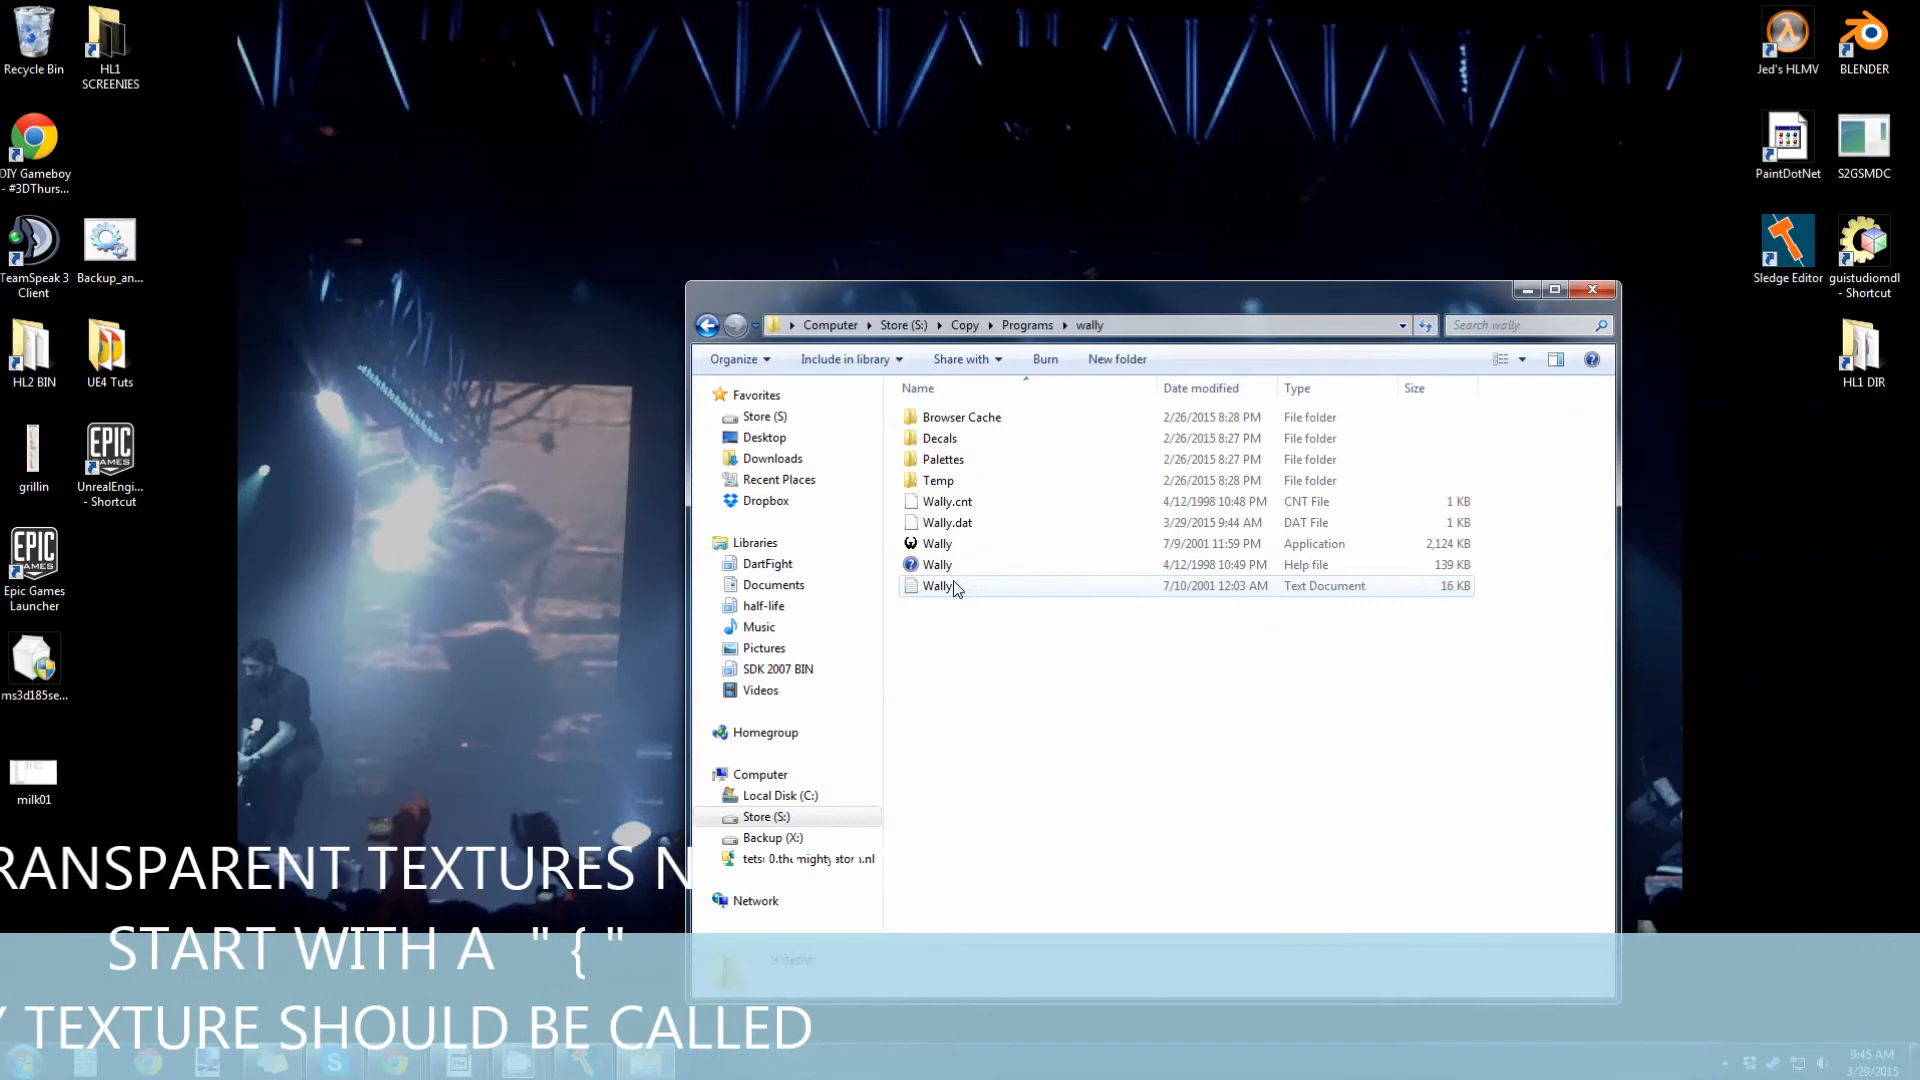 Recycle Bin
HL1
SCREENIES
DIY Gameboy
- #3DThurs...
TeamSpeak 3
Client
Backup_an...
HL2 BIN
UE4 Tuts
grillin
UnrealEngi...
- Shortcut
Epic Games
Launcher
ms3d185se...
milk01
Jed's HLMV
BLENDER
PaintDotNet
S2GSMDC
Sledge Editor
guistudiomdl
- Shortcut
HL1 DIR
EPIC
GAMES
EPIC
GAMES
Computer
Store (S:)
Copy
Programs
wally
Search wally
Organize
Include in library
Share with
Burn
New folder
Favorites
Store (S)
Desktop
Downloads
Recent Places
Dropbox
Libraries
DartFight
Documents
half-life
Music
Pictures
SDK 2007 BIN
Videos
Homegroup
Computer
Local Disk (C:)
Store (S:)
Backup (X:)
Network
Name Date modified Type Size
Browser Cache 2/26/2015 8:28 PM File folder
Decals 2/26/2015 8:27 PM File folder
Palettes 2/26/2015 8:27 PM File folder
Temp 2/26/2015 8:28 PM File folder
Wally.cnt 4/12/1998 10:48 PM CNT File 1 KB
Wally.dat 3/29/2015 9:44 AM DAT File 1 KB
Wally 7/9/2001 11:59 PM Application 2,124 KB
Wally 4/12/1998 10:49 PM Help file 139 KB
Wally 7/10/2001 12:03 AM Text Document 16 KB
RANSPARENT TEXTURES N
START WITH A " { "
Y TEXTURE SHOULD BE CALLED
9:45 AM
3/29/2015